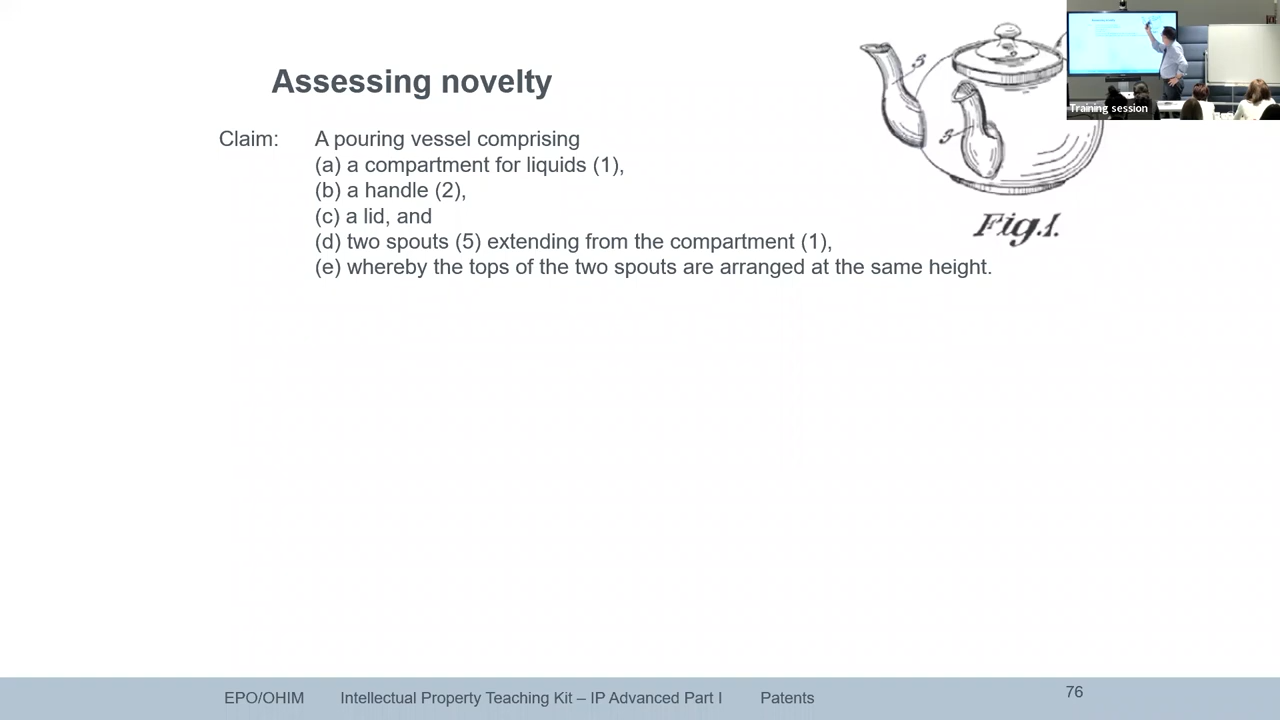 Training session
Assessing novelty
5
5
Fig.1.
Claim: A pouring vessel comprising
(a) a compartment for liquids (1),
(b) a handle (2),
(c) a lid, and
(d) two spouts (5) extending from the compartment (1),
(e) whereby the tops of the two spouts are arranged at the same height.
EPO/OHIM Intellectual Property Teaching Kit – IP Advanced Part I Patents 76